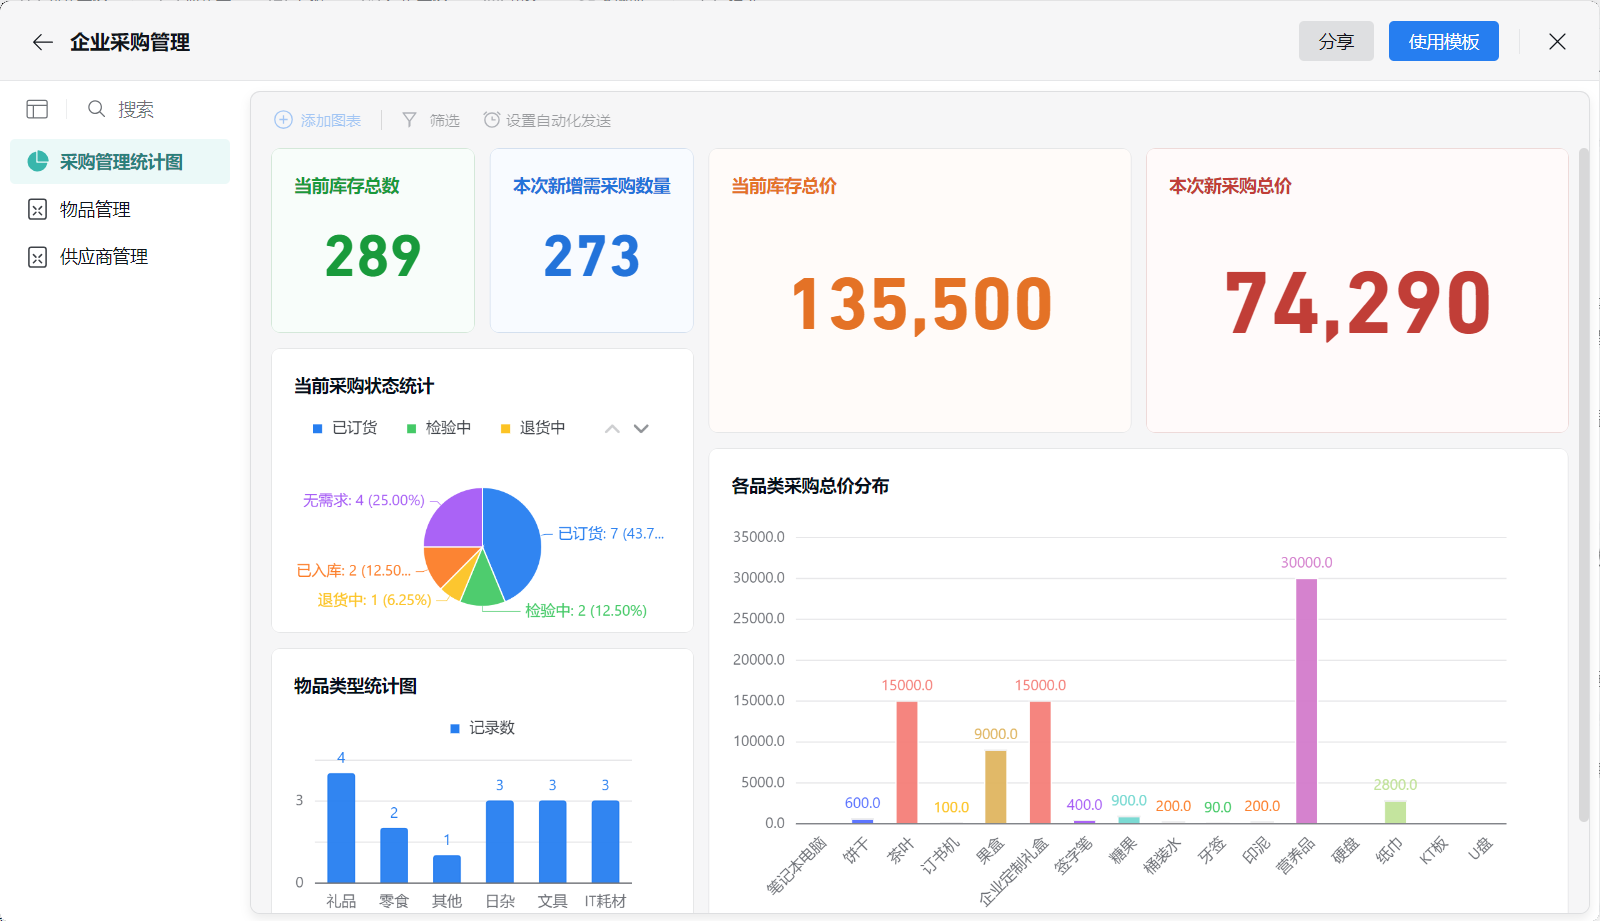 企业采购管理
分享
使用模板
搜索
采购管理统计图
物品管理
供应商管理
添加图表
筛选
设置自动化发送
当前库存总数
289
本次新增需采购数量
273
当前库存总价
135,500
本次新采购总价
74,290
当前采购状态统计
已订货
检验中
退货中
无需求: 4 (25.00%)
已订货: 7 (43.7...
已入库: 2 (12.50...
退货中: 1 (6.25%)
检验中: 2 (12.50%)
物品类型统计图
记录数
4
3
2
1
3
3
3
0
礼品
零食
其他
日杂
文具
IT耗材
各品类采购总价分布
35000.0
30000.0
25000.0
20000.0
15000.0
10000.0
5000.0
0.0
600.0
15000.0
100.0
9000.0
15000.0
400.0
900.0
200.0
90.0
200.0
30000.0
2800.0
笔记本电脑
饼干
茶叶
订书机
果盒
企业定制礼盒
签字笔
糖果
桶装水
牙签
印泥
营养品
硬盘
纸巾
KT板
U盘